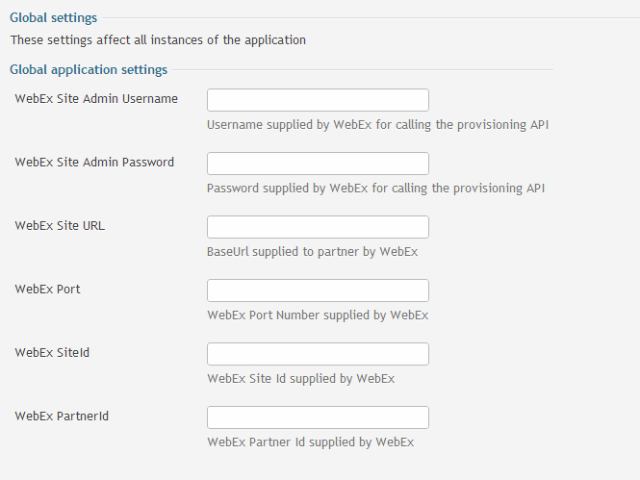 Global settings
These settings affect all instances of the application
Global application settings
WebEx Site Admin Username
Username supplied by WebEx for calling the provisioning API
WebEx Site Admin Password
Password supplied by WebEx for calling the provisioning API
WebEx Site URL
BaseUrl supplied to partner by WebEx
WebEx Port
WebEx Port Number supplied by WebEx
WebEx SiteId
WebEx Site Id supplied by WebEx
WebEx PartnerId
WebEx Partner Id supplied by WebEx